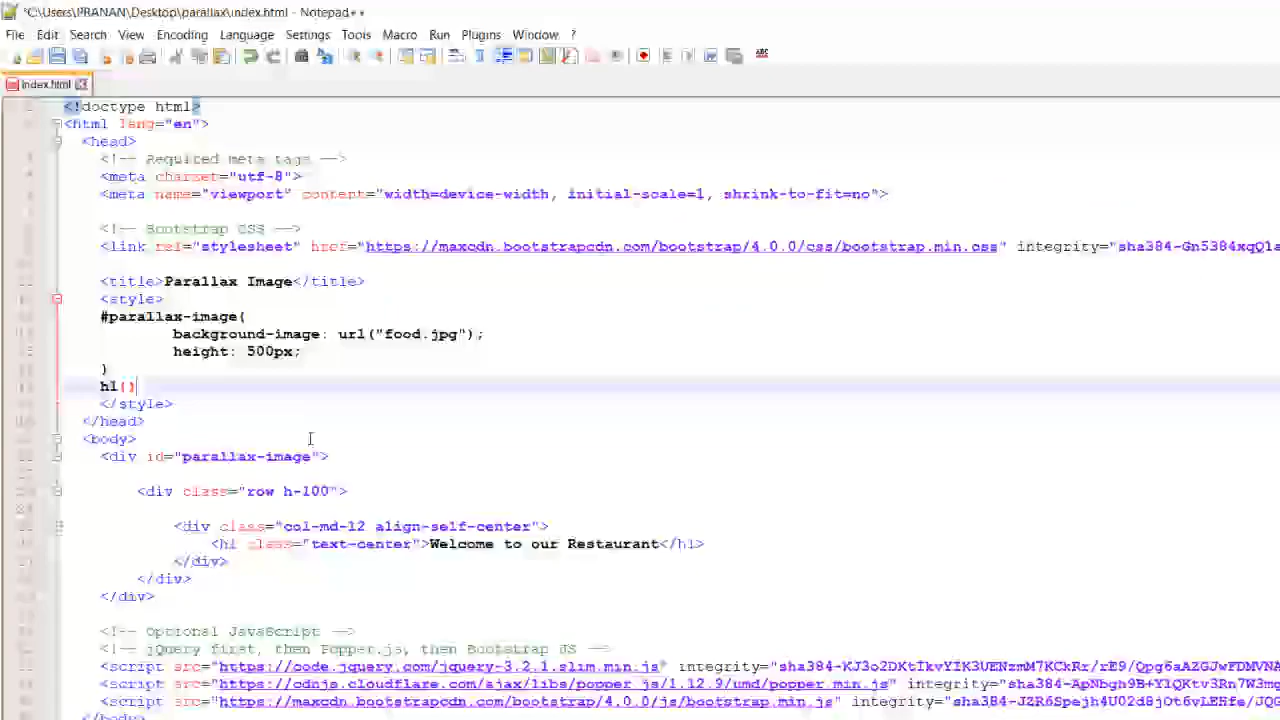 *C:\Users\PRANAN\Desktop\parallax\index.html - Notepad++
File Edit Search View Encoding Language Settings Tools Macro Run Plugins Window ?
index.html
<!doctype html>
<html lang="en">
<head>
<!-- Required meta tags -->
<meta charset="utf-8">
<meta name="viewport" content="width=device-width, initial-scale=1, shrink-to-fit=no">
<!-- Bootstrap CSS -->
<link rel="stylesheet" href="https://maxcdn.bootstrapcdn.com/bootstrap/4.0.0/css/bootstrap.min.css" integrity="sha384-Gn5384xqQ1a
<title>Parallax Image</title>
<style>
#parallax-image{
background-image: url("food.jpg");
height: 500px;
}
h1{}
</style>
</head>
<body>
<div id="parallax-image">
<div class="row h-100">
<div class="col-md-12 align-self-center">
<h1 class="text-center">Welcome to our Restaurant</h1>
</div>
</div>
</div>
<!-- Optional JavaScript -->
<!-- jQuery first, then Popper.js, then Bootstrap JS -->
<script src="https://code.jquery.com/jquery-3.2.1.slim.min.js" integrity="sha384-KJ3o2DKtIkvYIK3UENzmM7KCkRr/rE9/Qpg6aAZGJwFDMVNA
<script src="https://cdnjs.cloudflare.com/ajax/libs/popper.js/1.12.9/umd/popper.min.js" integrity="sha384-ApNbgh9B+Y1QKtv3Rn7W3mg
<script src="https://maxcdn.bootstrapcdn.com/bootstrap/4.0.0/js/bootstrap.min.js" integrity="sha384-JZR6Spejh4U02d8jOt6vLEHfe/JQG
</body>